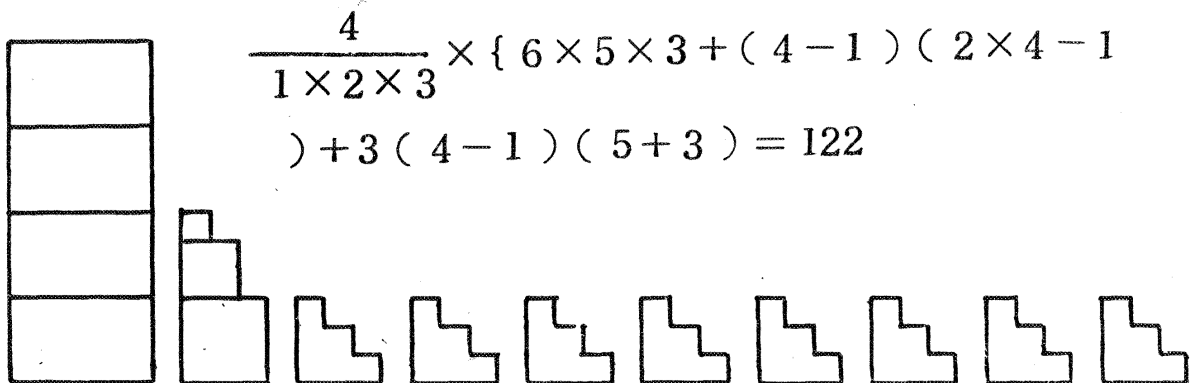 4
1×2×3 ×{ 6×5×3+( 4−1 )( 2×4−1
)+3( 4−1 )( 5+3 )=122